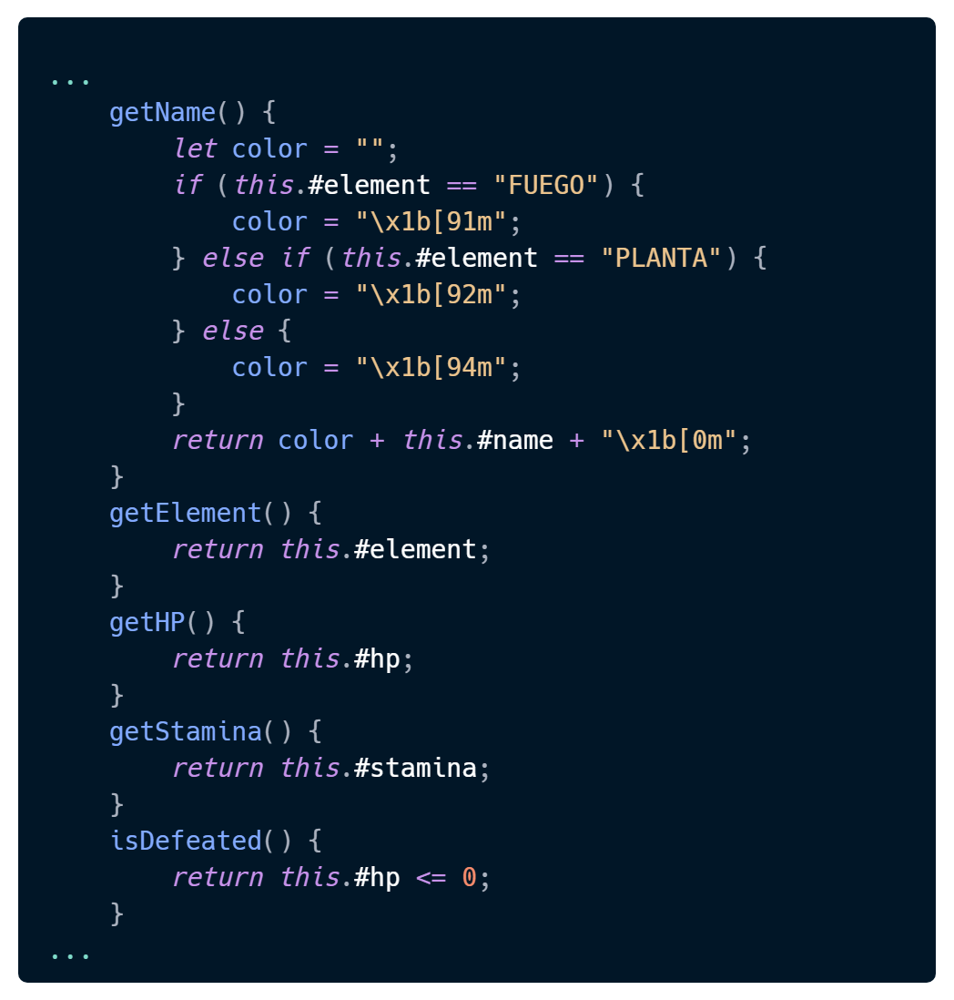 ...
    getName() {
        let color = "";
        if (this.#element == "FUEGO") {
            color = "\x1b[91m";
        } else if (this.#element == "PLANTA") {
            color = "\x1b[92m";
        } else {
            color = "\x1b[94m";
        }
        return color + this.#name + "\x1b[0m";
    }
    getElement() {
        return this.#element;
    }
    getHP() {
        return this.#hp;
    }
    getStamina() {
        return this.#stamina;
    }
    isDefeated() {
        return this.#hp <= 0;
    }
...